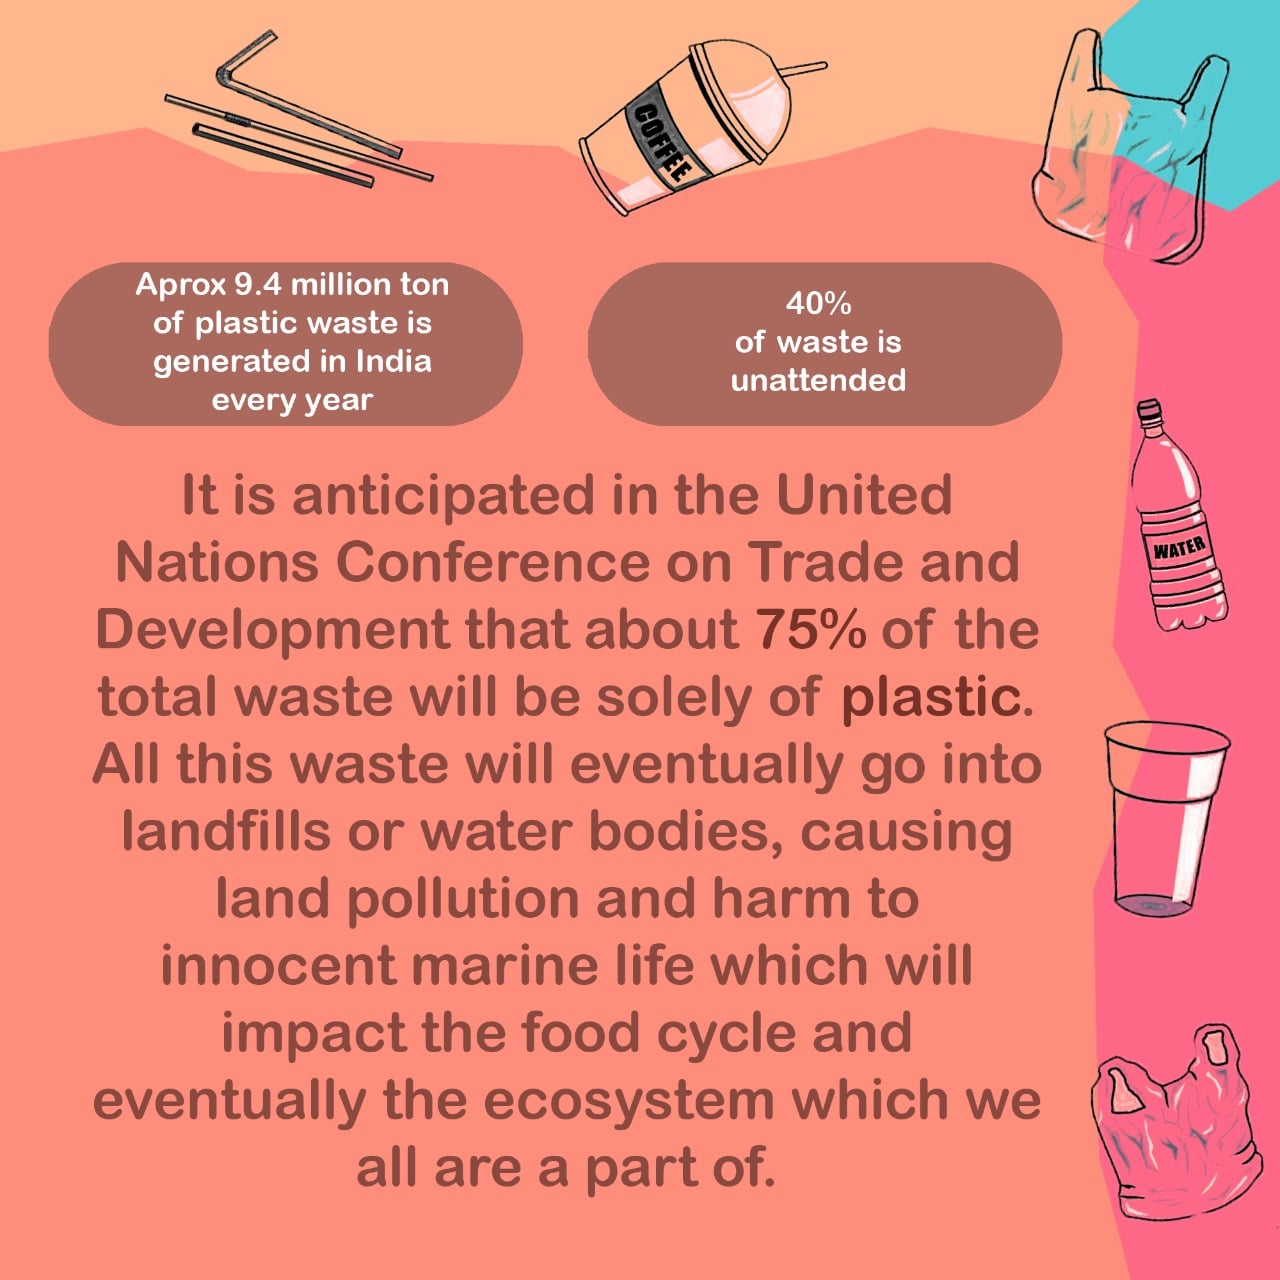 COFFEE
Aprox 9.4 million ton
of plastic waste is
generated in India
every year
40%
of waste is
unattended
It is anticipated in the United
Nations Conference on Trade and
Development that about 75% of the
total waste will be solely of plastic.
All this waste will eventually go into
landfills or water bodies, causing
land pollution and harm to
innocent marine life which will
impact the food cycle and
eventually the ecosystem which we
all are a part of.
WATER